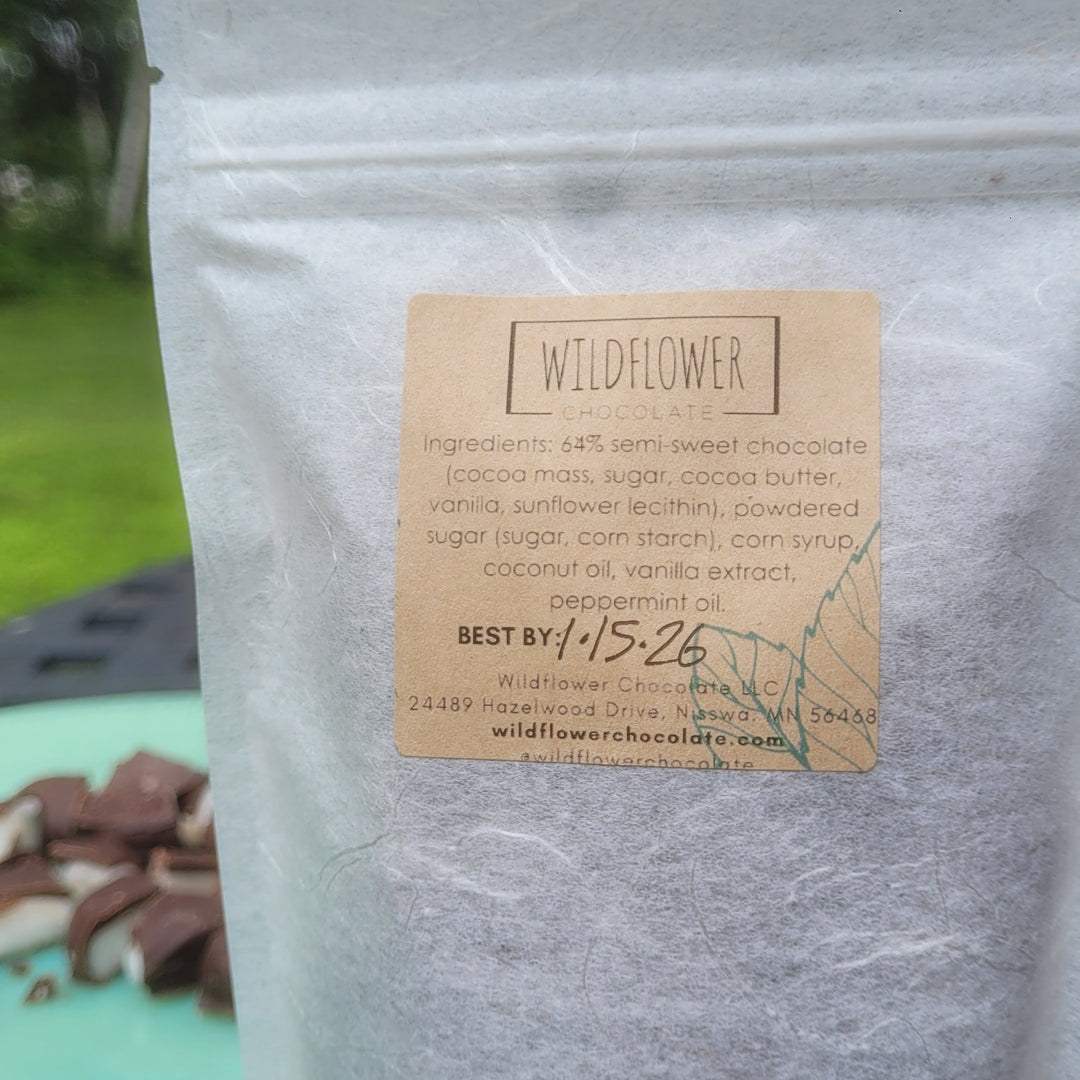 WILDFLOWER
CHOCOLATE
Ingredients: 64% semi-sweet chocolate
(cocoa mass, sugar, cocoa butter,
vanilla, sunflower lecithin), powdered
sugar (sugar, corn starch), corn syrup,
coconut oil, vanilla extract,
peppermint oil.
BEST BY: 1.15.26
Wildflower Chocolate LLC
24489 Hazelwood Drive, Nisswa, MN 56468
wildflowerchocolate.com
@wildflowerchocolate